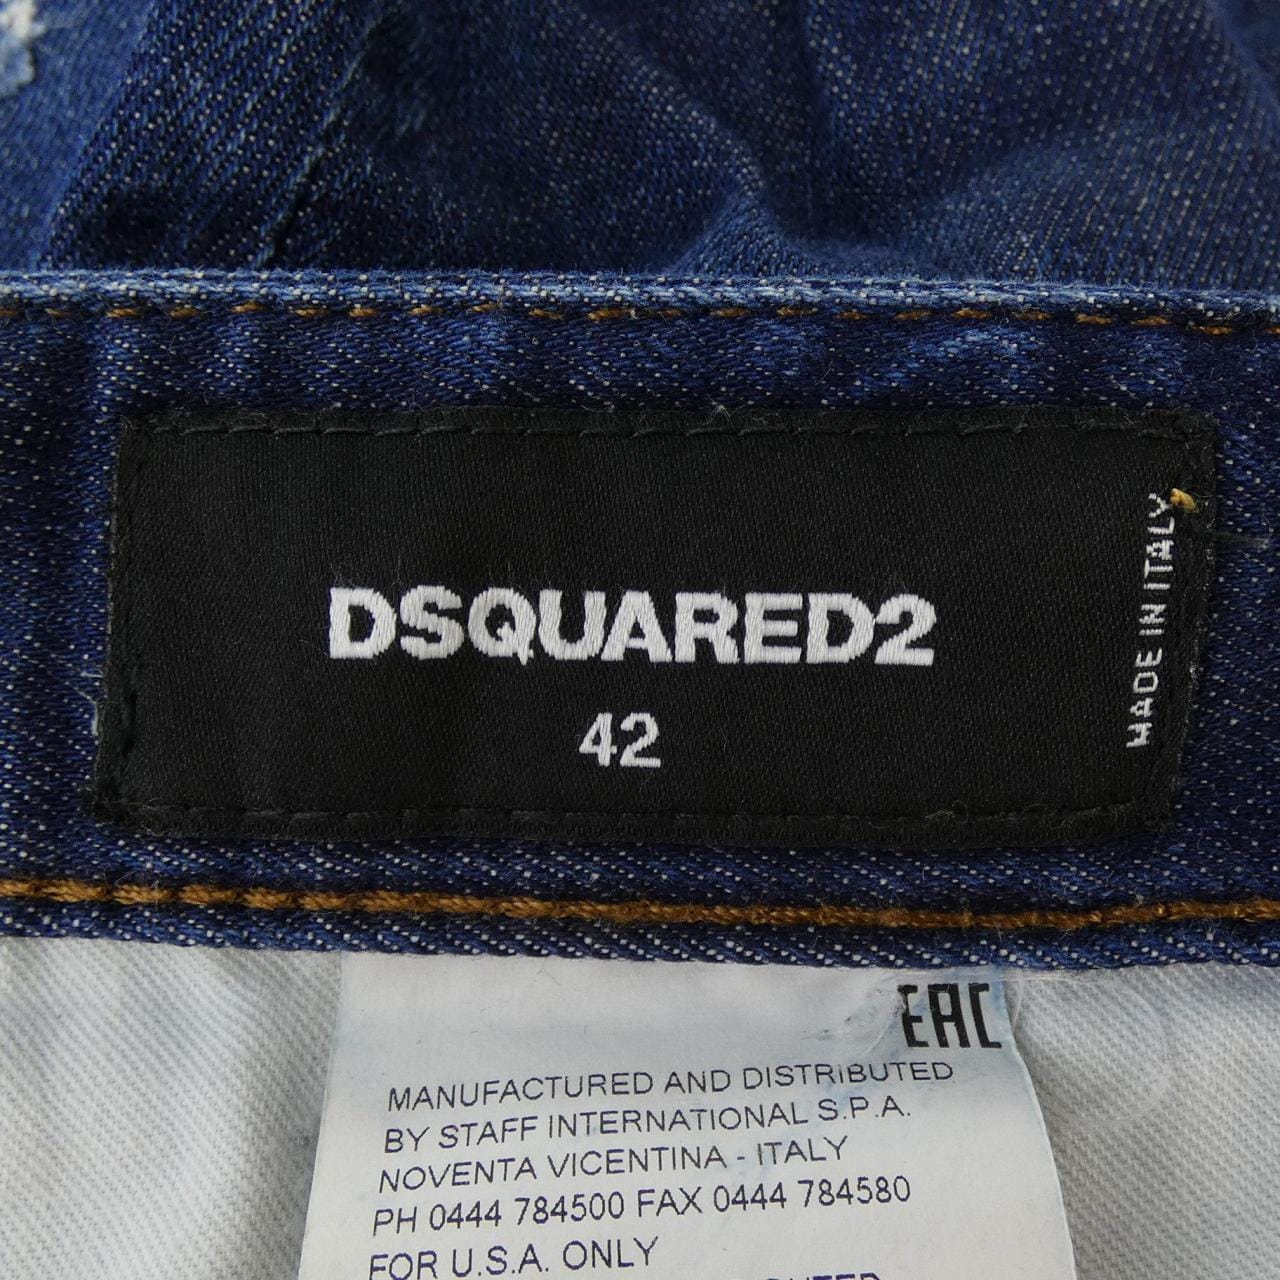 DSQUARED2
42
MADE IN ITALY
EAC
MANUFACTURED AND DISTRIBUTED
BY STAFF INTERNATIONAL S.P.A.
NOVENTA VICENTINA - ITALY
PH 0444 784500 FAX 0444 784580
FOR U.S.A. ONLY